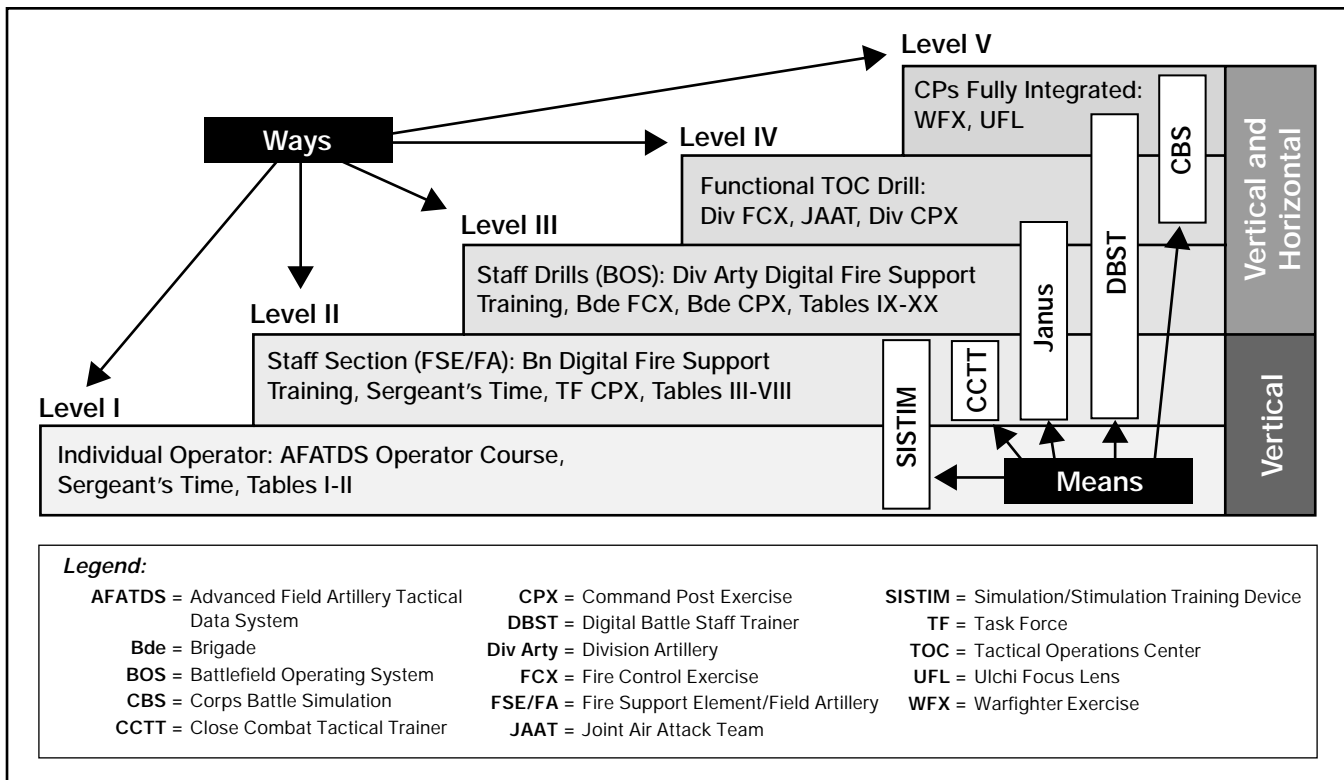 Level V
CPs Fully Integrated:
WFX, UFL
Ways
Level IV
Functional TOC Drill:
Div FCX, JAAT, Div CPX
Level III
Staff Drills (BOS): Div Arty Digital Fire Support
Training, Bde FCX, Bde CPX, Tables IX-XX
Level II
Staff Section (FSE/FA): Bn Digital Fire Support
Training, Sergeant's Time, TF CPX, Tables III-VIII
Level I
Individual Operator: AFATDS Operator Course,
Sergeant's Time, Tables I-II
SISTIM
CCTT
Janus
DBST
CBS
Means
Vertical and
Horizontal
Vertical
Legend:
AFATDS = Advanced Field Artillery Tactical
Data System
Bde = Brigade
BOS = Battlefield Operating System
CBS = Corps Battle Simulation
CCTT = Close Combat Tactical Trainer
CPX = Command Post Exercise
DBST = Digital Battle Staff Trainer
Div Arty = Division Artillery
FCX = Fire Control Exercise
FSE/FA = Fire Support Element/Field Artillery
JAAT = Joint Air Attack Team
SISTIM = Simulation/Stimulation Training Device
TF = Task Force
TOC = Tactical Operations Center
UFL = Ulchi Focus Lens
WFX = Warfighter Exercise